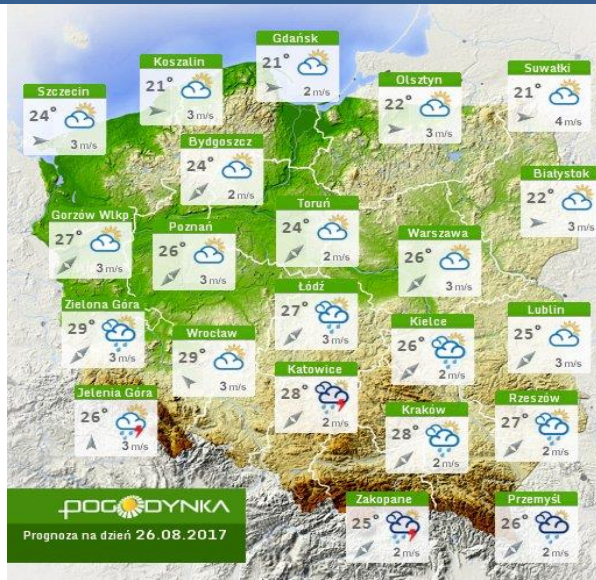 Gdańsk
21°
2 m/s
Koszalin
21°
3 m/s
Suwałki
21°
4 m/s
Olsztyn
22°
3 m/s
Szczecin
24°
3 m/s
Bydgoszcz
24°
2 m/s
Białystok
22°
3 m/s
Toruń
24°
2 m/s
Gorzów Wlkp
27°
3 m/s
Poznań
26°
3 m/s
Warszawa
26°
3 m/s
Łódź
27°
3 m/s
Zielona Góra
29°
3 m/s
Lublin
25°
3 m/s
Kielce
26°
2 m/s
Wrocław
29°
3 m/s
Katowice
28°
2 m/s
Jelenia Góra
26°
3 m/s
Rzeszów
27°
2 m/s
Kraków
28°
2 m/s
Zakopane
25°
2 m/s
Przemyśl
26°
2 m/s
POGODYNKA
Prognoza na dzień 26.08.2017